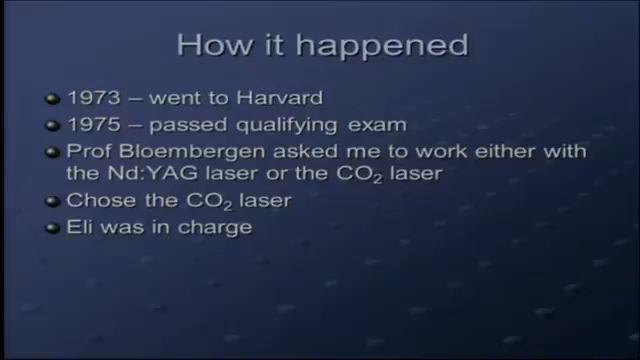 How it happened
1973 – went to Harvard
1975 – passed qualifying exam
Prof Bloembergen asked me to work either with
the Nd:YAG laser or the CO₂ laser
Chose the CO₂ laser
Eli was in charge